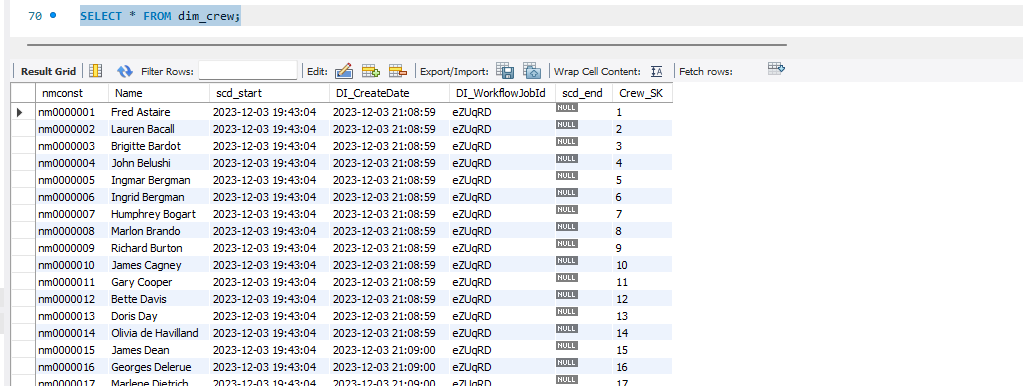 70 SELECT * FROM dim_crew;
Result Grid Filter Rows: Edit: Export/Import: Wrap Cell Content: IA Fetch rows:
nmconst Name scd_start DI_CreateDate DI_WorkflowJobId scd_end Crew_SK
nm0000001 Fred Astaire 2023-12-03 19:43:04 2023-12-03 21:08:59 eZUqRD NULL 1
nm0000002 Lauren Bacall 2023-12-03 19:43:04 2023-12-03 21:08:59 eZUqRD NULL 2
nm0000003 Brigitte Bardot 2023-12-03 19:43:04 2023-12-03 21:08:59 eZUqRD NULL 3
nm0000004 John Belushi 2023-12-03 19:43:04 2023-12-03 21:08:59 eZUqRD NULL 4
nm0000005 Ingmar Bergman 2023-12-03 19:43:04 2023-12-03 21:08:59 eZUqRD NULL 5
nm0000006 Ingrid Bergman 2023-12-03 19:43:04 2023-12-03 21:08:59 eZUqRD NULL 6
nm0000007 Humphrey Bogart 2023-12-03 19:43:04 2023-12-03 21:08:59 eZUqRD NULL 7
nm0000008 Marlon Brando 2023-12-03 19:43:04 2023-12-03 21:08:59 eZUqRD NULL 8
nm0000009 Richard Burton 2023-12-03 19:43:04 2023-12-03 21:08:59 eZUqRD NULL 9
nm0000010 James Cagney 2023-12-03 19:43:04 2023-12-03 21:08:59 eZUqRD NULL 10
nm0000011 Gary Cooper 2023-12-03 19:43:04 2023-12-03 21:08:59 eZUqRD NULL 11
nm0000012 Bette Davis 2023-12-03 19:43:04 2023-12-03 21:08:59 eZUqRD NULL 12
nm0000013 Doris Day 2023-12-03 19:43:04 2023-12-03 21:08:59 eZUqRD NULL 13
nm0000014 Olivia de Havilland 2023-12-03 19:43:04 2023-12-03 21:08:59 eZUqRD NULL 14
nm0000015 James Dean 2023-12-03 19:43:04 2023-12-03 21:09:00 eZUqRD NULL 15
nm0000016 Georges Delerue 2023-12-03 19:43:04 2023-12-03 21:09:00 eZUqRD NULL 16
nm0000017 Marlene Dietrich 2023-12-03 19:43:04 2023-12-03 21:09:00 eZUqRD NULL 17